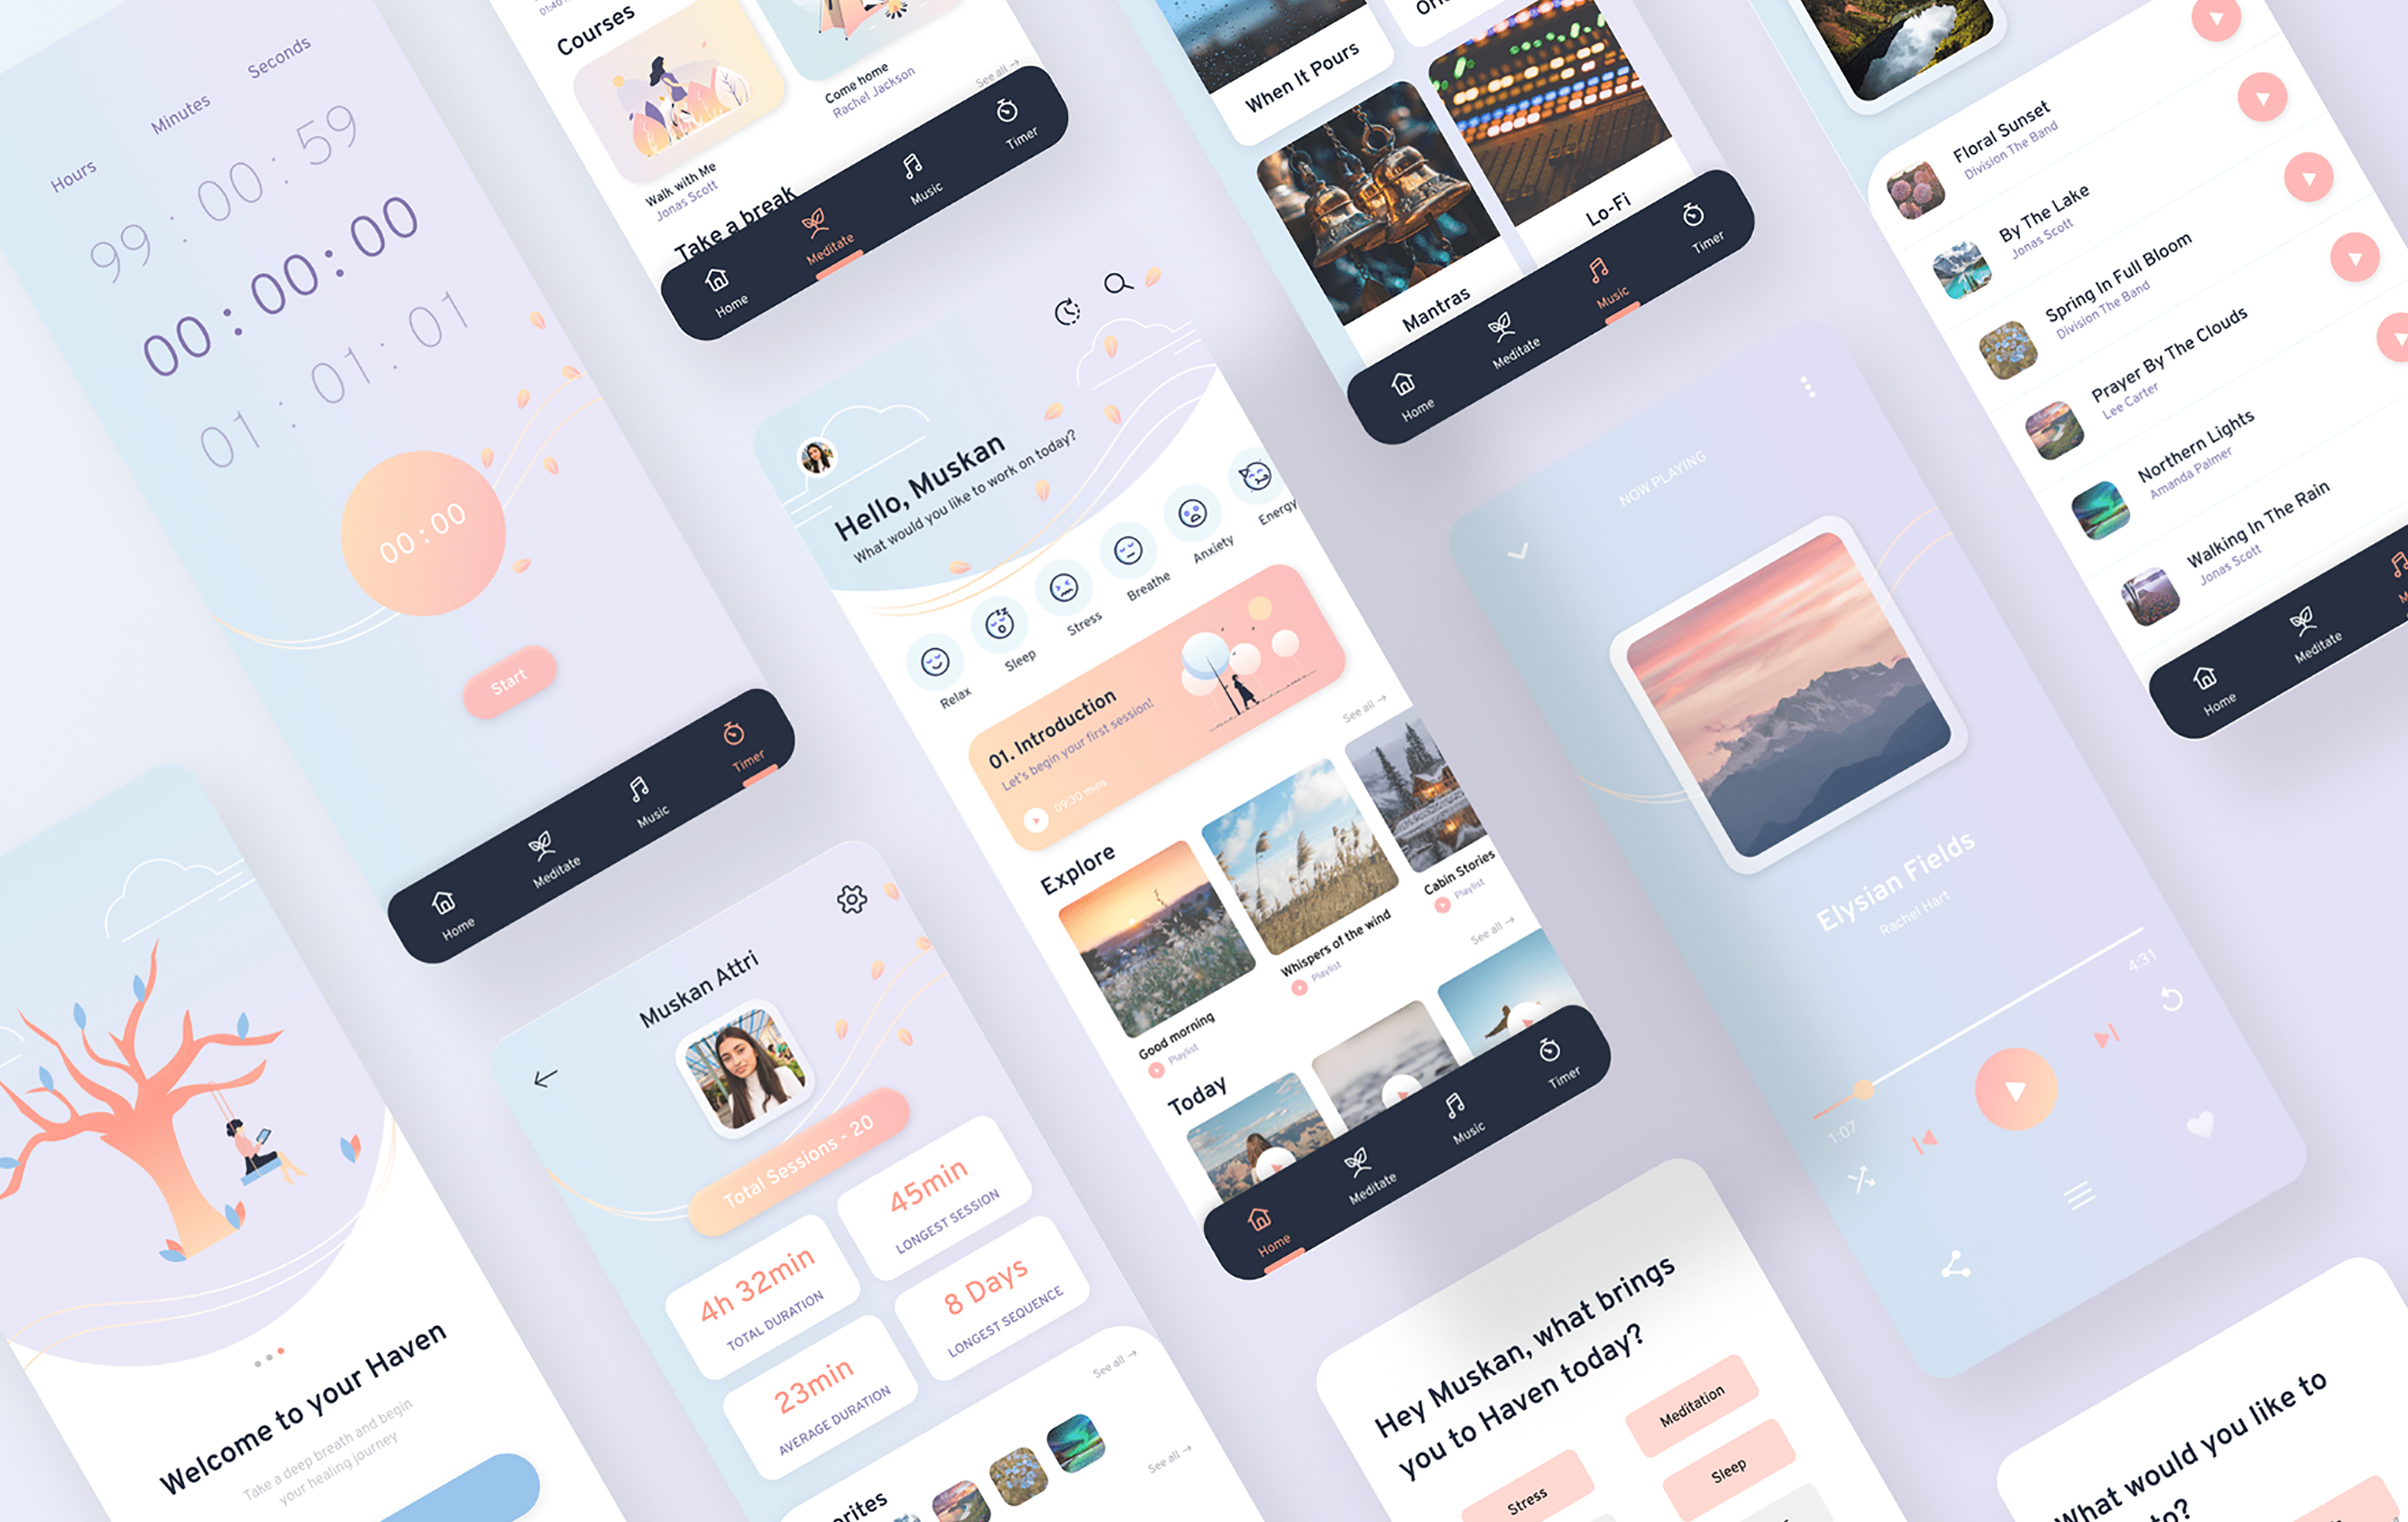 Hours
Minutes
Seconds
99 : 00 : 59
00 : 00 : 00
01 : 01 : 01
00 : 00
Start
Home
Meditate
Music
Timer
Courses
Walk with Me
Jonas Scott
Come home
Rachel Jackson
See all →
Take a break
Home
Meditate
Music
Timer
When It Pours
Mantras
Lo-Fi
Home
Meditate
Music
Timer
Floral Sunset
Division The Band
By The Lake
Jonas Scott
Spring In Full Bloom
Division The Band
Prayer By The Clouds
Lee Carter
Northern Lights
Amanda Palmer
Walking In The Rain
Jonas Scott
Home
Meditate
Hello, Muskan
What would you like to work on today?
Relax
Sleep
Stress
Breathe
Anxiety
Energy
01. Introduction
Let's begin your first session!
09:30 mins
See all →
Explore
Good morning
Playlist
Whispers of the wind
Playlist
Cabin Stories
Playlist
See all →
Today
Home
Meditate
Music
Timer
NOW PLAYING
Elysian Fields
Rachel Hart
1:07
4:31
Welcome to your Haven
Take a deep breath and begin
your healing journey
Muskan Attri
Total Sessions - 20
4h 32min
TOTAL DURATION
45min
LONGEST SESSION
23min
AVERAGE DURATION
8 Days
LONGEST SEQUENCE
See all →
See all →
Hey Muskan, what brings
you to Haven today?
Stress
Meditation
Sleep
What would you like to
to?